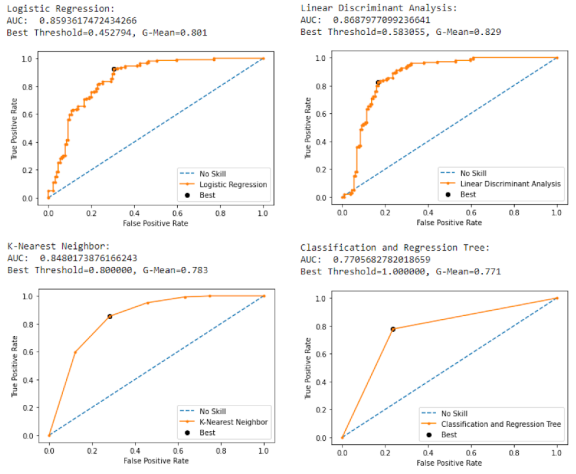 Logistic Regression:
AUC:  0.8593617472434266
Best Threshold=0.452794, G-Mean=0.801
1.0
0.8
0.6
0.4
0.2
0.0
True Positive Rate
No Skill
Logistic Regression
Best
0.0 0.2 0.4 0.6 0.8 1.0
False Positive Rate
Linear Discriminant Analysis:
AUC:  0.8687977099236641
Best Threshold=0.583055, G-Mean=0.829
1.0
0.8
0.6
0.4
0.2
0.0
True Positive Rate
No Skill
Linear Discriminant Analysis
Best
0.0 0.2 0.4 0.6 0.8 1.0
False Positive Rate
K-Nearest Neighbor:
AUC:  0.8480173876166243
Best Threshold=0.800000, G-Mean=0.783
1.0
0.8
0.6
0.4
0.2
0.0
True Positive Rate
No Skill
K-Nearest Neighbor
Best
0.0 0.2 0.4 0.6 0.8 1.0
False Positive Rate
Classification and Regression Tree:
AUC:  0.7705682782018659
Best Threshold=1.000000, G-Mean=0.771
1.0
0.8
0.6
0.4
0.2
0.0
True Positive Rate
No Skill
Classification and Regression Tree
Best
0.0 0.2 0.4 0.6 0.8 1.0
False Positive Rate